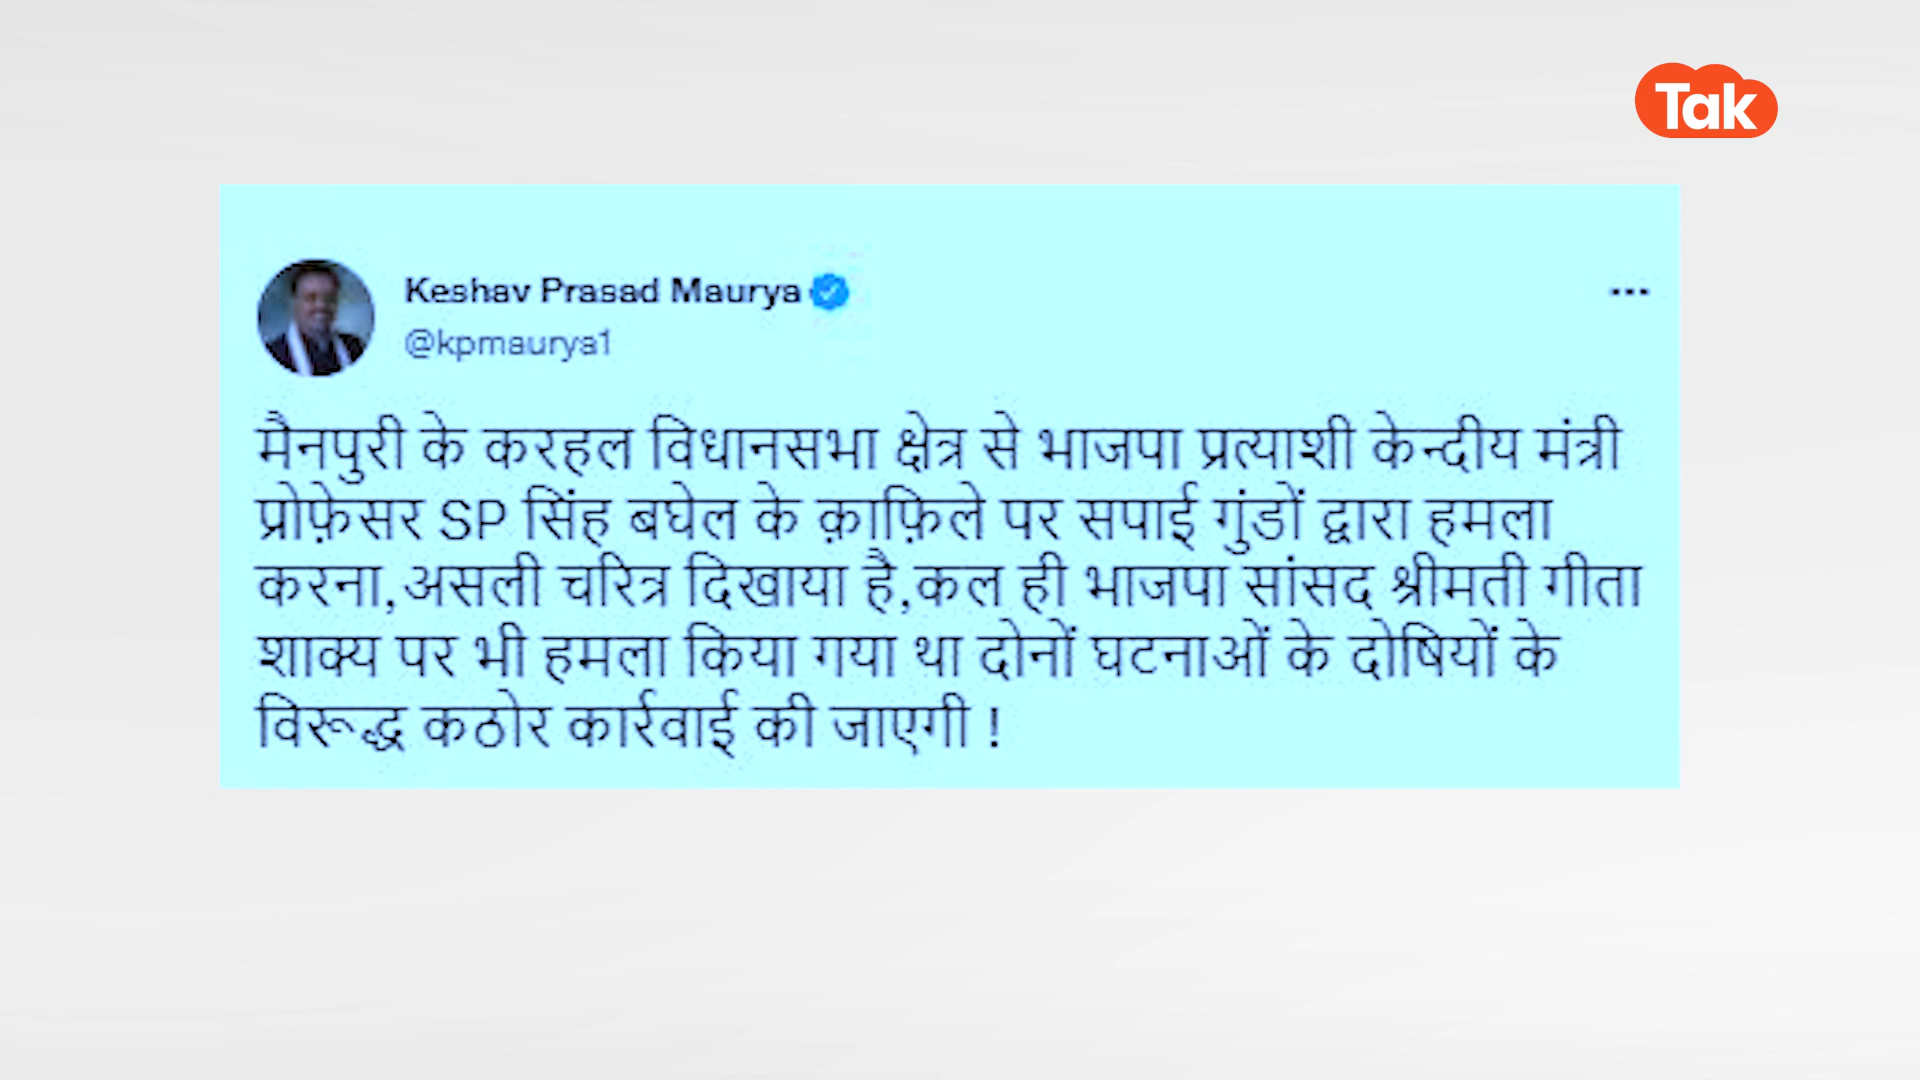 Tak
Keshav Prasad Maurya
@kpmaurya1
मैनपुरी के करहल विधानसभा क्षेत्र से भाजपा प्रत्याशी केन्दीय मंत्री
प्रोफ़ेसर SP सिंह बघेल के क़ाफ़िले पर सपाई गुंडों द्वारा हमला
करना,असली चरित्र दिखाया है,कल ही भाजपा सांसद श्रीमती गीता
शाक्य पर भी हमला किया गया था दोनों घटनाओं के दोषियों के
विरूद्ध कठोर कार्रवाई की जाएगी !